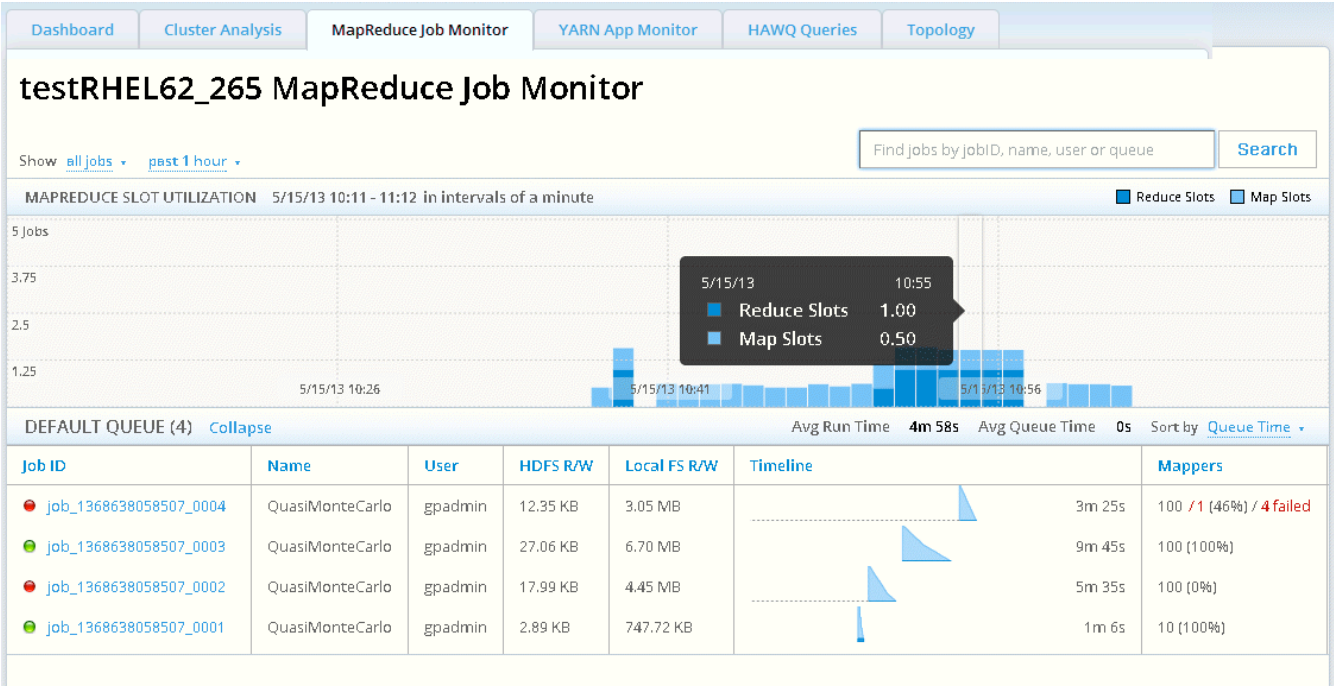 Dashboard Cluster Analysis MapReduce Job Monitor YARN App Monitor HAWQ Queries Topology
testRHEL62_265 MapReduce Job Monitor
Show all jobs past 1 hour Find jobs by jobID, name, user or queue Search
MAPREDUCE SLOT UTILIZATION 5/15/13 10:11 - 11:12 in intervals of a minute Reduce Slots Map Slots
5 Jobs
3.75
2.5
1.25
5/15/13 10:55
Reduce Slots 1.00
Map Slots 0.50
5/15/13 10:26 5/15/13 10:41 5/15/13 10:56
DEFAULT QUEUE (4) Collapse Avg Run Time 4m 58s Avg Queue Time 0s Sort by Queue Time
Job ID Name User HDFS R/W Local FS R/W Timeline Mappers
job_1368638058507_0004 QuasiMonteCarlo gpadmin 12.35 KB 3.05 MB 3m 25s 100 / 1 (46%) / 4 failed
job_1368638058507_0003 QuasiMonteCarlo gpadmin 27.06 KB 6.70 MB 9m 45s 100 (100%)
job_1368638058507_0002 QuasiMonteCarlo gpadmin 17.99 KB 4.45 MB 5m 35s 100 (0%)
job_1368638058507_0001 QuasiMonteCarlo gpadmin 2.89 KB 747.72 KB 1m 6s 10 (100%)